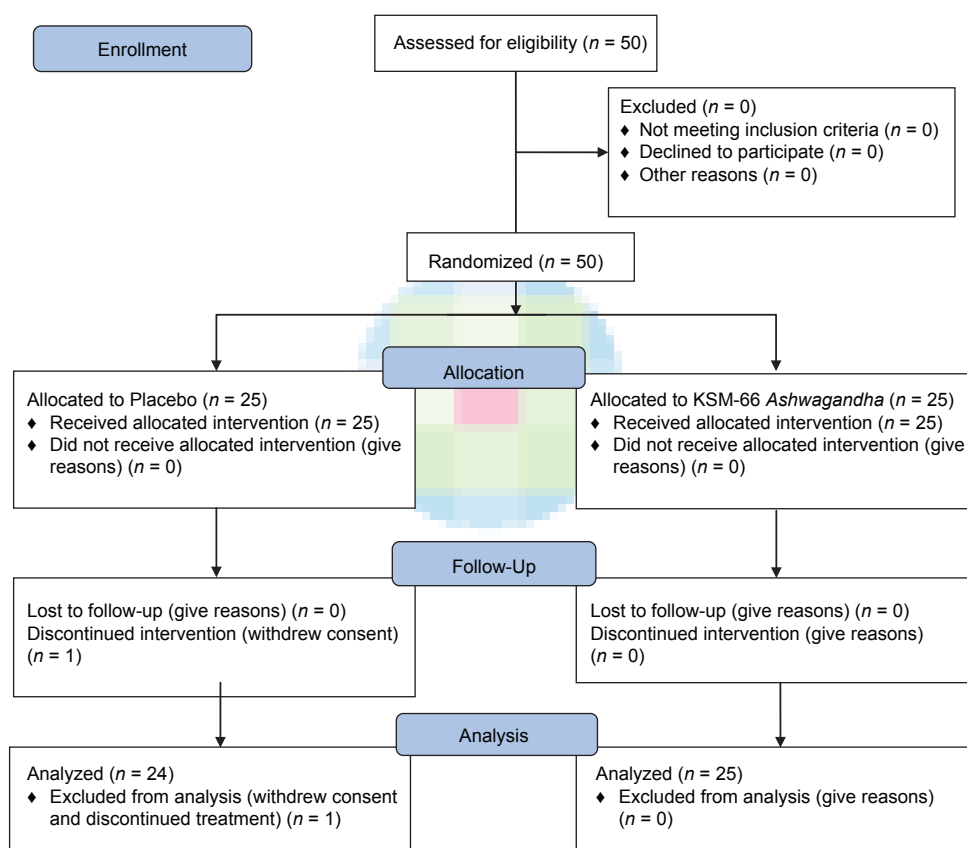 Enrollment
Assessed for eligibility (n = 50)
Excluded (n = 0)
♦ Not meeting inclusion criteria (n = 0)
♦ Declined to participate (n = 0)
♦ Other reasons (n = 0)
Randomized (n = 50)
Allocation
Allocated to Placebo (n = 25)
♦ Received allocated intervention (n = 25)
♦ Did not receive allocated intervention (give
reasons) (n = 0)
Allocated to KSM-66 Ashwagandha (n = 25)
♦ Received allocated intervention (n = 25)
♦ Did not receive allocated intervention (give
reasons) (n = 0)
Follow-Up
Lost to follow-up (give reasons) (n = 0)
Discontinued intervention (withdrew consent)
(n = 1)
Lost to follow-up (give reasons) (n = 0)
Discontinued intervention (give reasons)
(n = 0)
Analysis
Analyzed (n = 24)
♦ Excluded from analysis (withdrew consent
and discontinued treatment) (n = 1)
Analyzed (n = 25)
♦ Excluded from analysis (give reasons)
(n = 0)